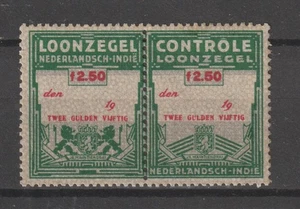 LOONZEGEL
NEDERLANDSCH-INDIE
f 2.50
den
19
TWEE GULDEN VIJFTIG
CONTROLE
LOONZEGEL
f 2.50
den
19
TWEE GULDEN VIJFTIG
NEDERLANDSCH-INDIE